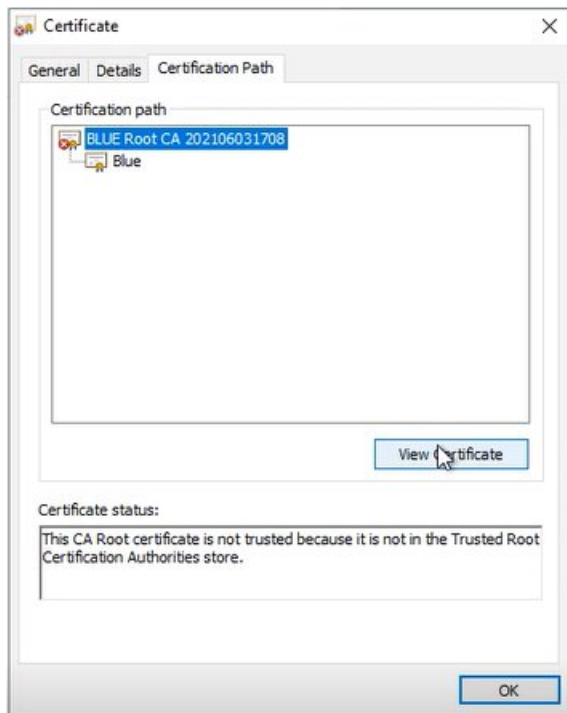 Certificate
General Details Certification Path
Certification path
BLUE Root CA 202106031708
Blue
View Certificate
Certificate status:
This CA Root certificate is not trusted because it is not in the Trusted Root
Certification Authorities store.
OK